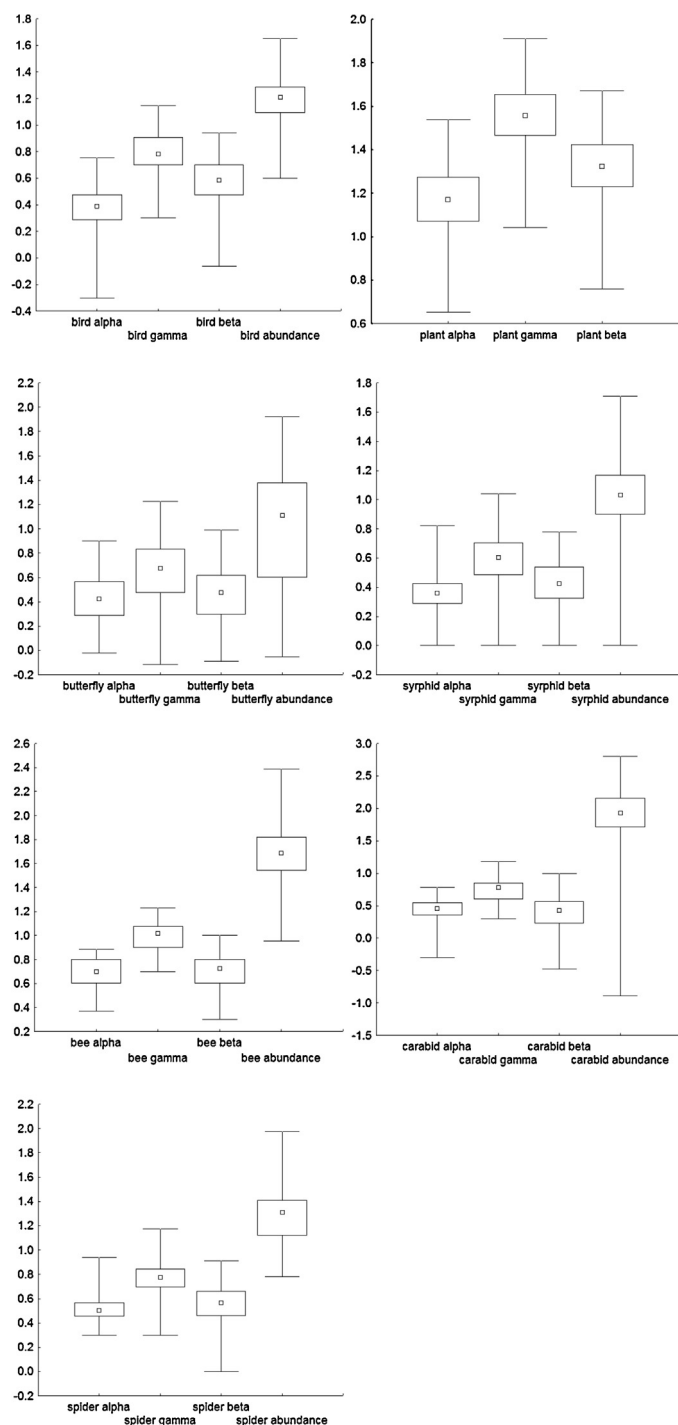 1.8
1.6
1.4
1.2
1.0
0.8
0.6
0.4
0.2
0.0
-0.2
-0.4
bird alpha
bird gamma
bird beta
bird abundance
2.0
1.8
1.6
1.4
1.2
1.0
0.8
0.6
plant alpha
plant gamma
plant beta
2.2
2.0
1.8
1.6
1.4
1.2
1.0
0.8
0.6
0.4
0.2
0.0
-0.2
butterfly alpha
butterfly gamma
butterfly beta
butterfly abundance
1.8
1.6
1.4
1.2
1.0
0.8
0.6
0.4
0.2
0.0
-0.2
syrphid alpha
syrphid gamma
syrphid beta
syrphid abundance
2.6
2.4
2.2
2.0
1.8
1.6
1.4
1.2
1.0
0.8
0.6
0.4
0.2
bee alpha
bee gamma
bee beta
bee abundance
3.0
2.5
2.0
1.5
1.0
0.5
0.0
-0.5
-1.0
-1.5
carabid alpha
carabid gamma
carabid beta
carabid abundance
2.2
2.0
1.8
1.6
1.4
1.2
1.0
0.8
0.6
0.4
0.2
0.0
-0.2
spider alpha
spider gamma
spider beta
spider abundance